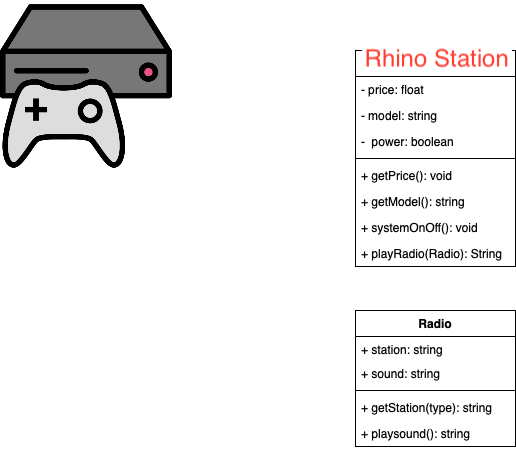 Rhino Station
- price: float
- model: string
- power: boolean
+ getPrice(): void
+ getModel(): string
+ systemOnOff(): void
+ playRadio(Radio): String
Radio
+ station: string
+ sound: string
+ getStation(type): string
+ playsound(): string